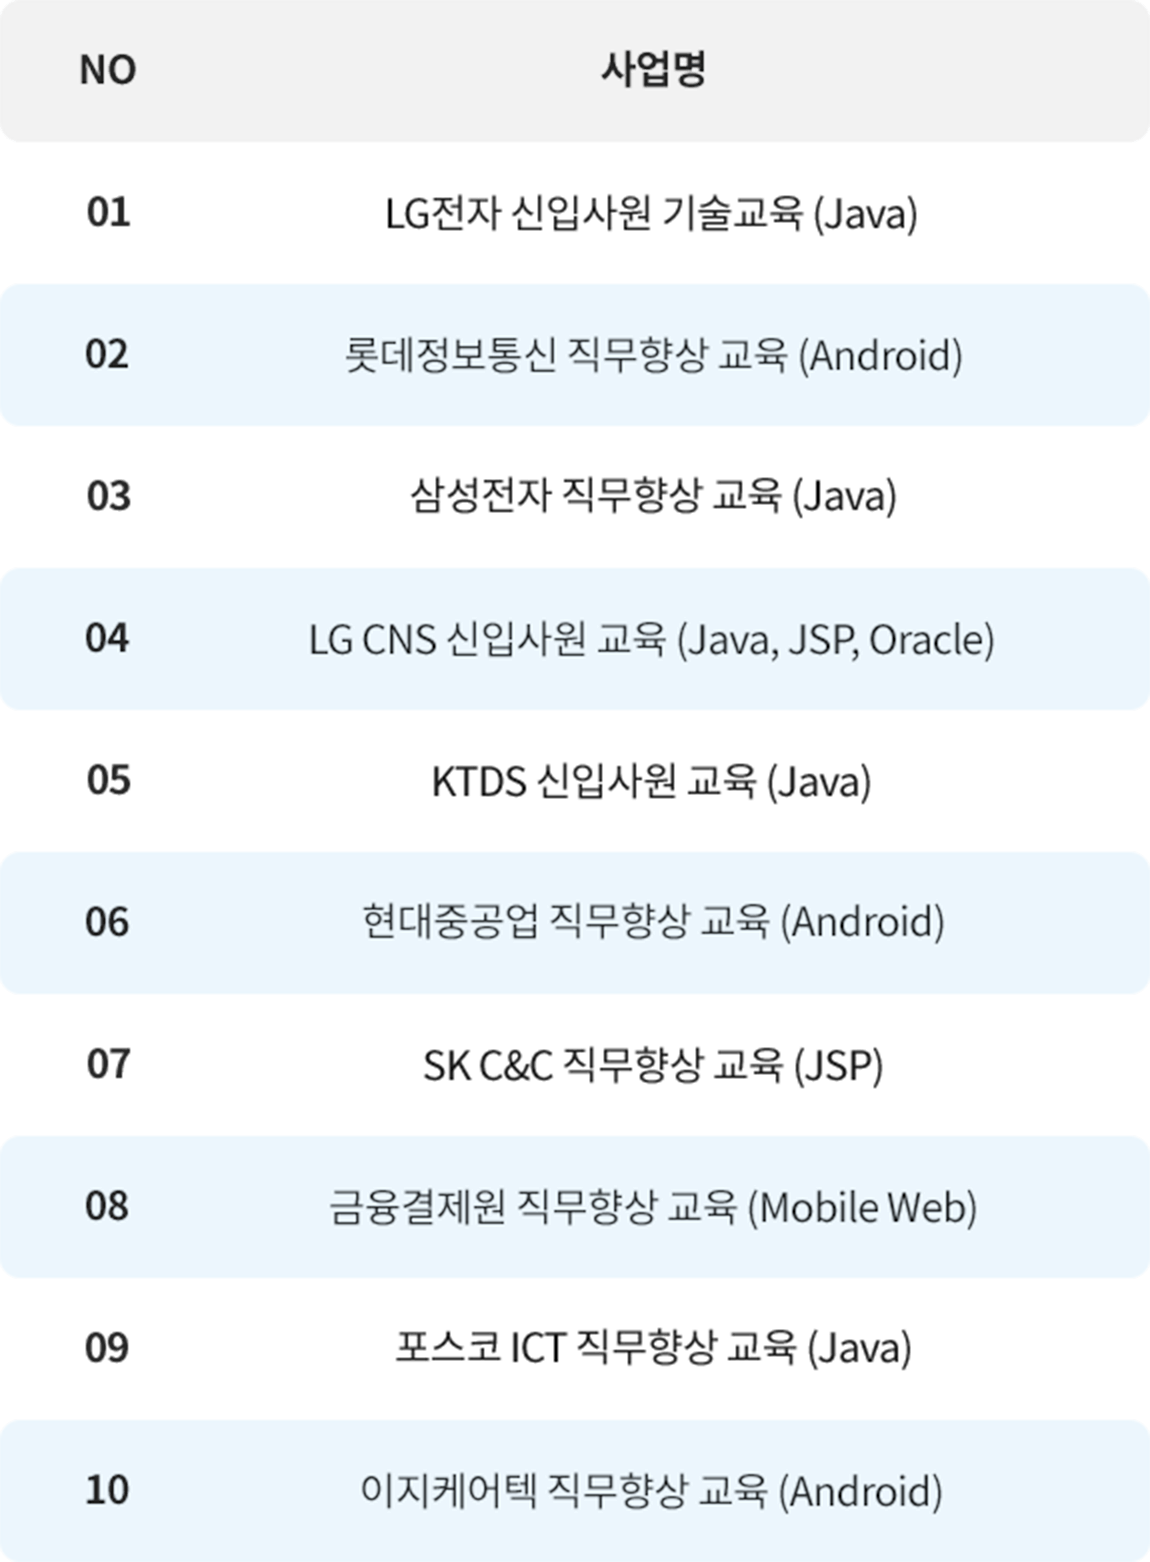 NO 사업명
01 LG전자 신입사원 기술교육 (Java)
02 롯데정보통신 직무향상 교육 (Android)
03 삼성전자 직무향상 교육 (Java)
04 LG CNS 신입사원 교육 (Java, JSP, Oracle)
05 KTDS 신입사원 교육 (Java)
06 현대중공업 직무향상 교육 (Android)
07 SK C&C 직무향상 교육 (JSP)
08 금융결제원 직무향상 교육 (Mobile Web)
09 포스코 ICT 직무향상 교육 (Java)
10 이지케어텍 직무향상 교육 (Android)